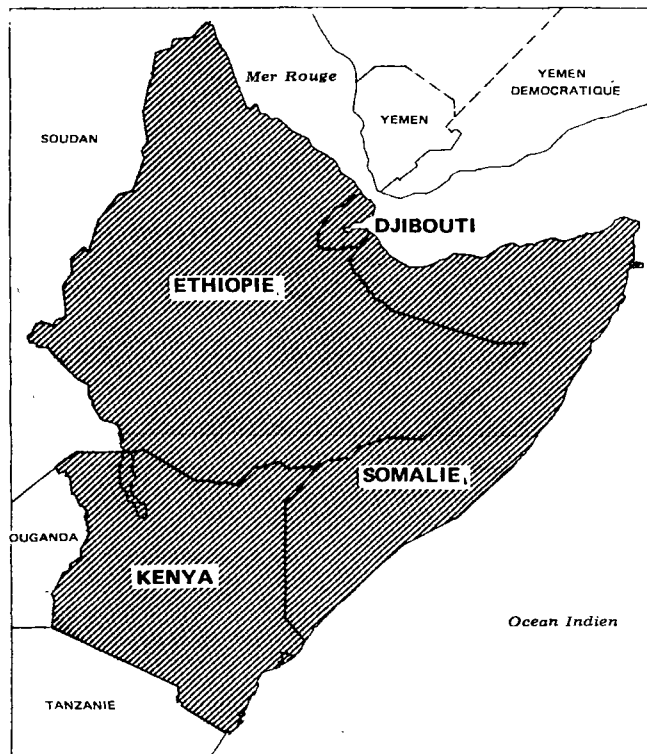 Mer Rouge
YEMEN
DEMOCRATIQUE
YEMEN
SOUDAN
DJIBOUTI
ETHIOPIE
SOMALIE
OUGANDA
KENYA
Ocean Indien
TANZANIE